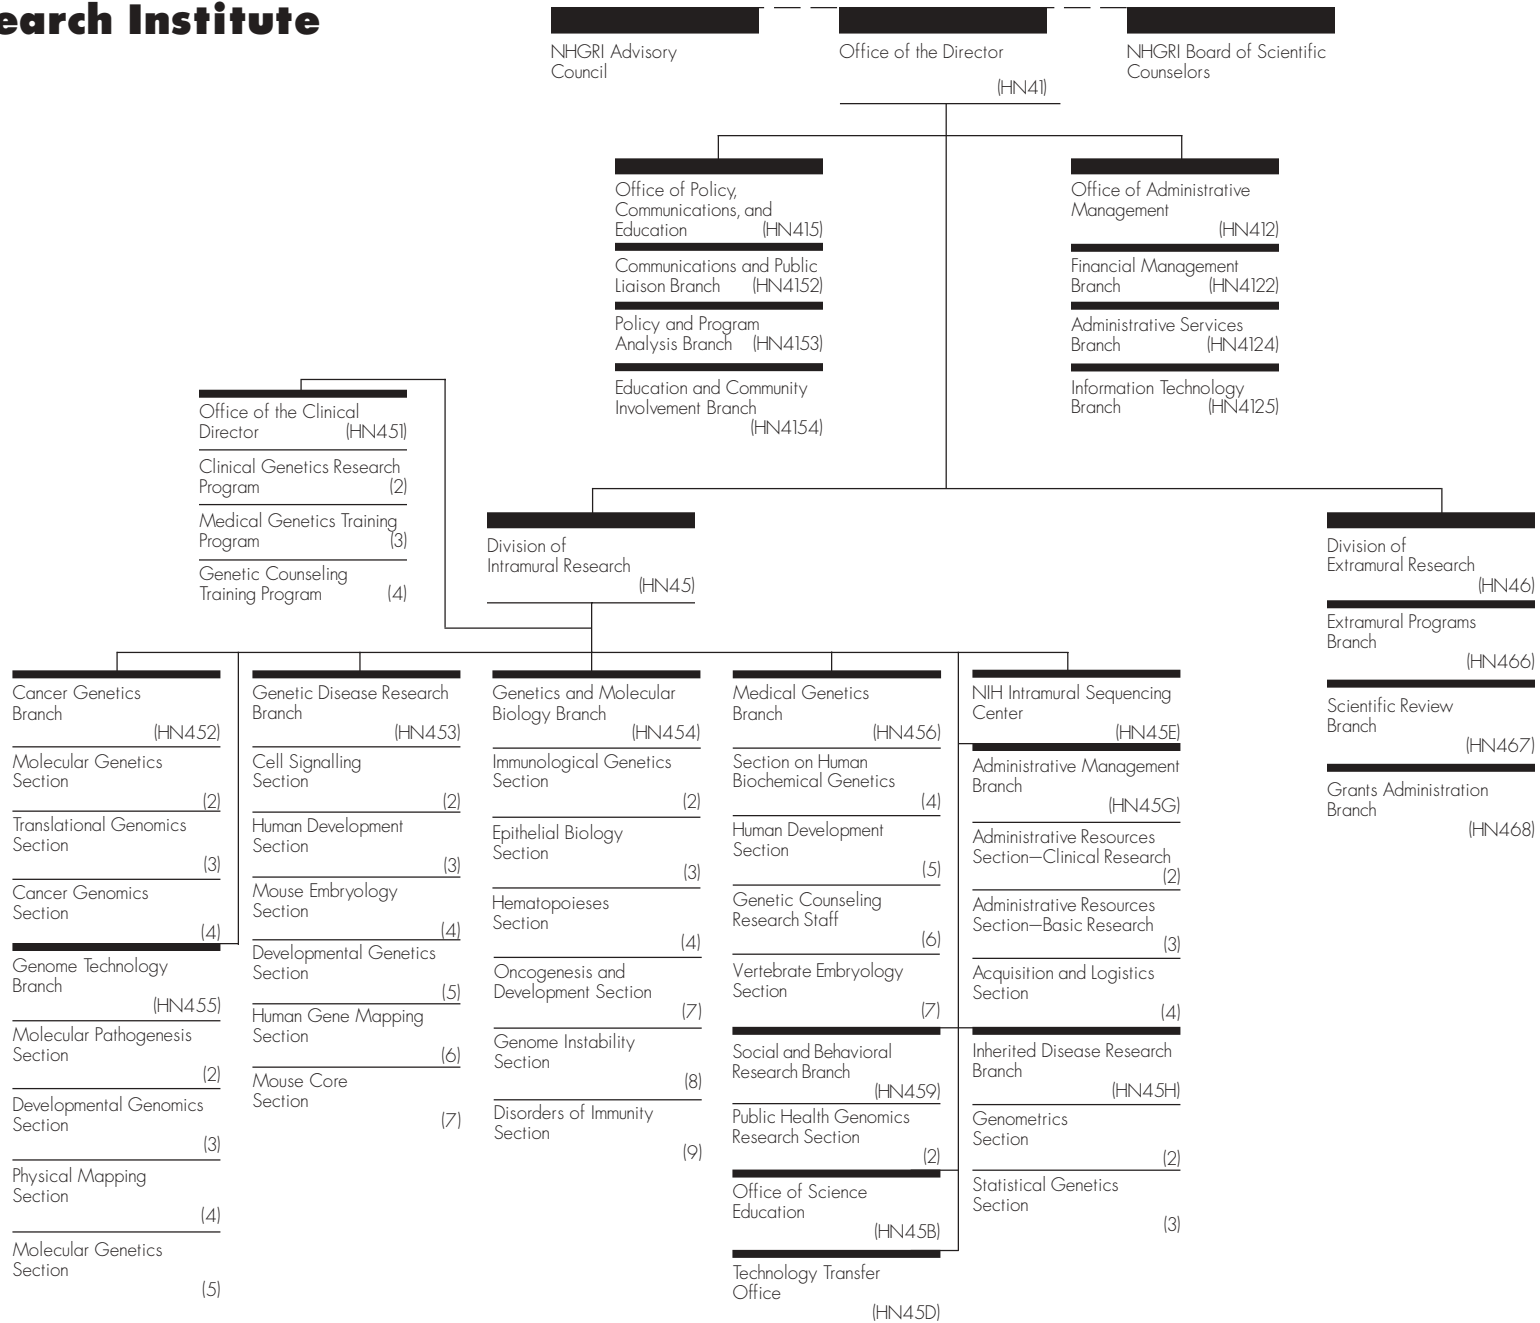 earch Institute
NHGRI Advisory
Council
Office of the Director
(HN41)
NHGRI Board of Scientific
Counselors
Office of Policy,
Communications, and
Education (HN415)
Communications and Public
Liaison Branch (HN4152)
Policy and Program
Analysis Branch (HN4153)
Education and Community
Involvement Branch
(HN4154)
Office of Administrative
Management
(HN412)
Financial Management
Branch (HN4122)
Administrative Services
Branch (HN4124)
Information Technology
Branch (HN4125)
Office of the Clinical
Director (HN451)
Clinical Genetics Research
Program (2)
Medical Genetics Training
Program (3)
Genetic Counseling
Training Program (4)
Division of
Intramural Research
(HN45)
Division of
Extramural Research
(HN46)
Extramural Programs
Branch
(HN466)
Scientific Review
Branch
(HN467)
Grants Administration
Branch
(HN468)
Cancer Genetics
Branch
(HN452)
Molecular Genetics
Section
(2)
Translational Genomics
Section
(3)
Cancer Genomics
Section
(4)
Genome Technology
Branch
(HN455)
Molecular Pathogenesis
Section
(2)
Developmental Genomics
Section
(3)
Physical Mapping
Section
(4)
Molecular Genetics
Section
(5)
Genetic Disease Research
Branch
(HN453)
Cell Signalling
Section
(2)
Human Development
Section
(3)
Mouse Embryology
Section
(4)
Developmental Genetics
Section
(5)
Human Gene Mapping
Section
(6)
Mouse Core
Section
(7)
Genetics and Molecular
Biology Branch
(HN454)
Immunological Genetics
Section
(2)
Epithelial Biology
Section
(3)
Hematopoieses
Section
(4)
Oncogenesis and
Development Section
(7)
Genome Instability
Section
(8)
Disorders of Immunity
Section
(9)
Medical Genetics
Branch
(HN456)
Section on Human
Biochemical Genetics
(4)
Human Development
Section
(5)
Genetic Counseling
Research Staff
(6)
Vertebrate Embryology
Section
(7)
Social and Behavioral
Research Branch
(HN459)
Public Health Genomics
Research Section
(2)
Office of Science
Education
(HN45B)
Technology Transfer
Office
(HN45D)
NIH Intramural Sequencing
Center
(HN45E)
Administrative Management
Branch
(HN45G)
Administrative Resources
Section—Clinical Research
(2)
Administrative Resources
Section—Basic Research
(3)
Acquisition and Logistics
Section
(4)
Inherited Disease Research
Branch
(HN45H)
Genometrics
Section
(2)
Statistical Genetics
Section
(3)